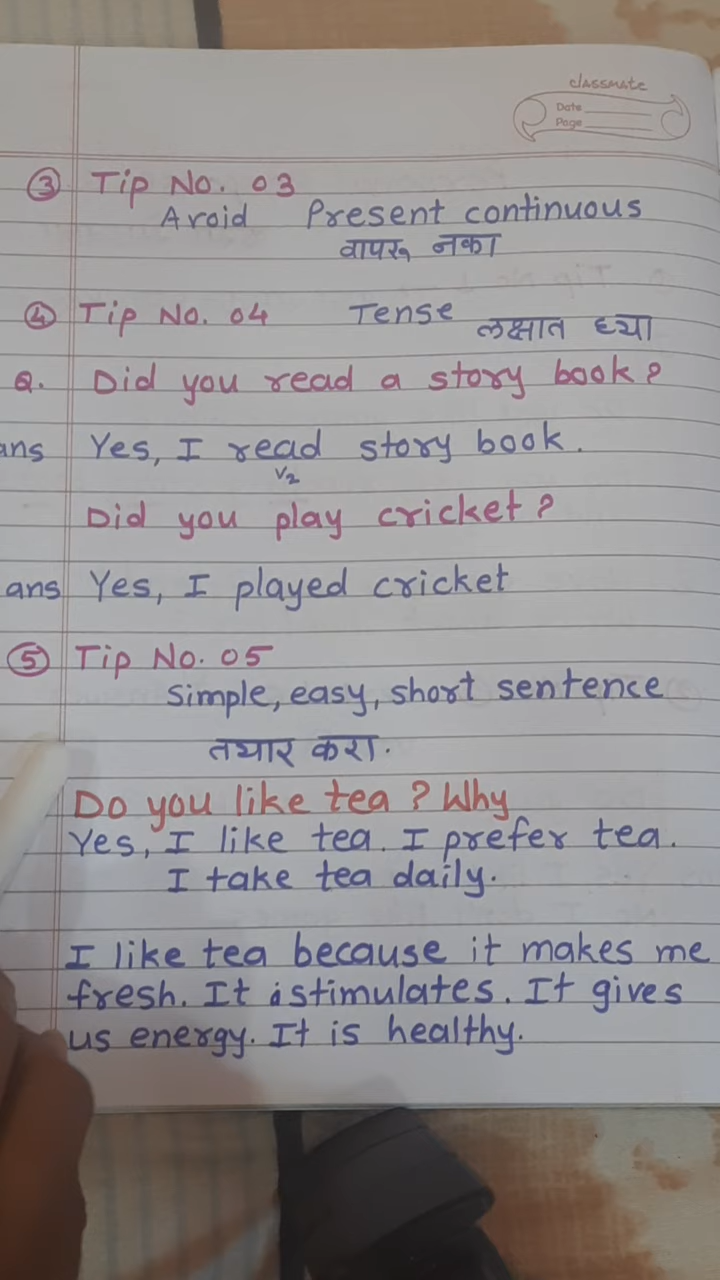 classmate
Date
Page
③ Tip No. 03
Avoid Present continuous
वापरू नका
④ Tip No. 04 Tense लक्षात घ्या
Q. Did you read a story book?
ans Yes, I read story book.
V2
Did you play cricket?
ans Yes, I played cricket
⑤ Tip No. 05
Simple, easy, short sentence
तयार करा.
Do you like tea? Why
Yes, I like tea. I prefer tea.
I take tea daily.
I like tea because it makes me
fresh. It stimulates. It gives
us energy. It is healthy.